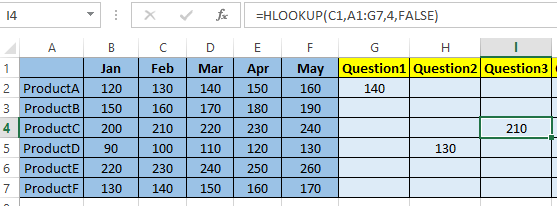 I4 fx =HLOOKUP(C1,A1:G7,4,FALSE)
A B C D E F G H I
1 Jan Feb Mar Apr May Question1 Question2 Question3
2 ProductA 120 130 140 150 160 140
3 ProductB 150 160 170 180 190
4 ProductC 200 210 220 230 240 210
5 ProductD 90 100 110 120 130 130
6 ProductE 220 230 240 250 260
7 ProductF 130 140 150 160 170